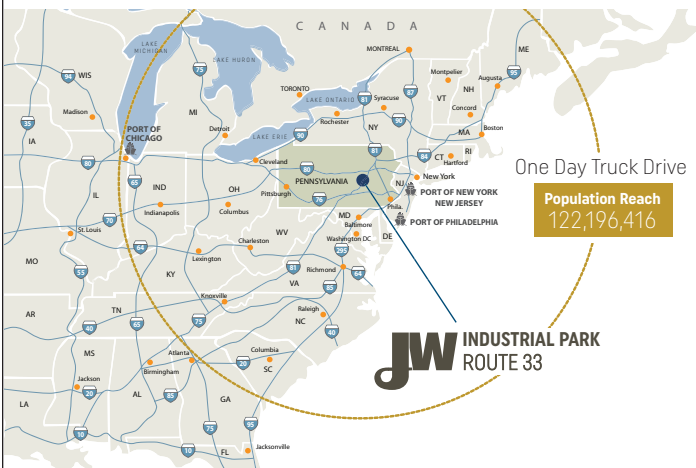 CANADA
LAKE
MICHIGAN
LAKE HURON
MONTREAL
ME
94
WIS
75
Montpelier
Augusta
95
TORONTO
LAKE ONTARIO
81
Syracuse
87
VT
NH
Madison
MI
Concord
35
PORT OF
CHICAGO
Detroit
LAKE ERIE
90
Rochester
NY
90
MA
Boston
IA
80
Cleveland
81
84
CT
RI
Hartford
65
IND
80
PENNSYLVANIA
New York
IL
OH
Pittsburgh
76
NJ
PORT OF NEW YORK
NEW JERSEY
Indianapolis
Columbus
Phila.
MD
Baltimore
PORT OF PHILADELPHIA
70
St.Louis
WV
Washington DC
DE
64
Charleston
295
MO
Lexington
81
Richmond
64
55
KY
VA
85
Knoxville
Raleigh
AR
TN
NC
40
65
75
40
MS
Atlanta
Columbia
20
SC
Birmingham
Jackson
20
AL
85
GA
LA
10
75
95
10
FL
Jacksonville
One Day Truck Drive
Population Reach
122,196,416
JW
INDUSTRIAL PARK
ROUTE 33